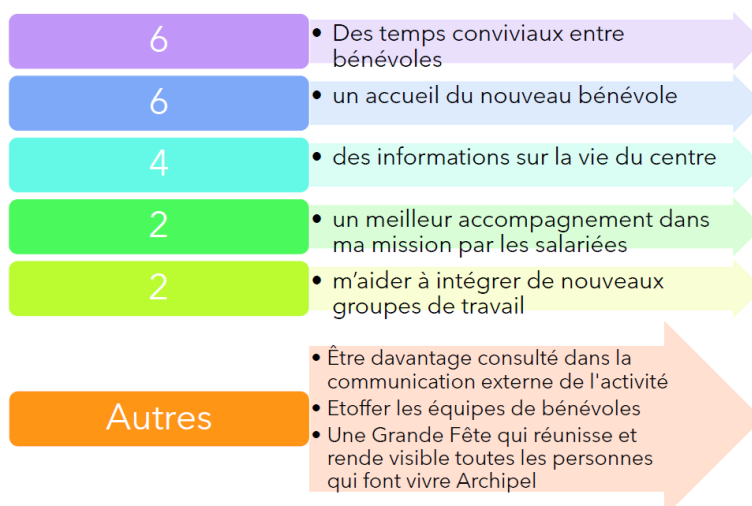 6
• Des temps conviviaux entre
bénévoles
6
• un accueil du nouveau bénévole
4
• des informations sur la vie du centre
2
• un meilleur accompagnement dans
ma mission par les salariées
2
• m'aider à intégrer de nouveaux
groupes de travail
Autres
• Être davantage consulté dans la
communication externe de l'activité
• Etoffer les équipes de bénévoles
• Une Grande Fête qui réunisse et
rende visible toutes les personnes
qui font vivre Archipel